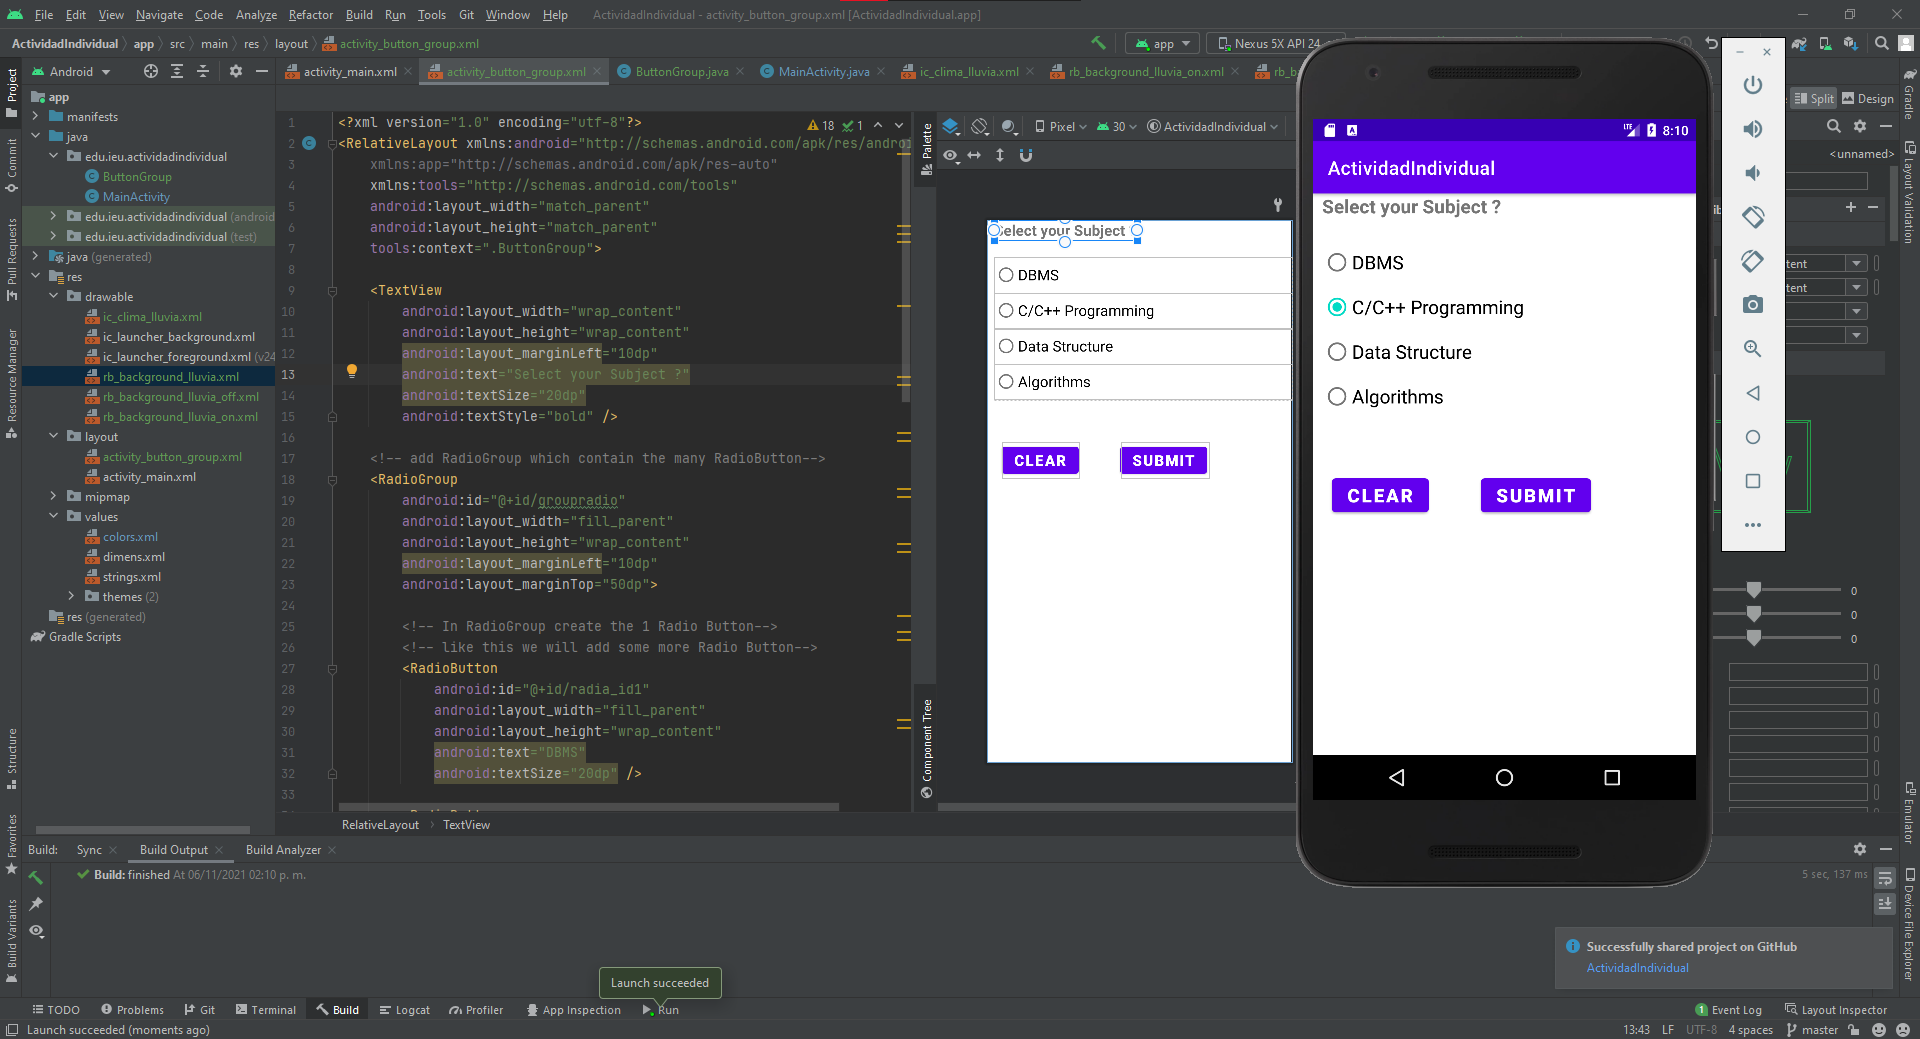 File Edit View Navigate Code Analyze Refactor Build Run Tools Git Window Help ActividadIndividual - activity_button_group.xml [ActividadIndividual.app]
ActividadIndividual app src main res layout activity_button_group.xml app Nexus 5X API 24
Android activity_main.xml activity_button_group.xml ButtonGroup.java MainActivity.java ic_clima_lluvia.xml rb_background_lluvia_on.xml rb_b
Split Design
Project
Commit
Pull Requests
Resource Manager
Structure
Favorites
Build Variants
app
manifests
java
edu.ieu.actividadindividual
ButtonGroup
MainActivity
edu.ieu.actividadindividual (android
edu.ieu.actividadindividual (test)
java (generated)
res
drawable
ic_clima_lluvia.xml
ic_launcher_background.xml
ic_launcher_foreground.xml (v24
rb_background_lluvia.xml
rb_background_lluvia_off.xml
rb_background_lluvia_on.xml
layout
activity_button_group.xml
activity_main.xml
mipmap
values
colors.xml
dimens.xml
strings.xml
themes (2)
res (generated)
Gradle Scripts
18 1
1 <?xml version="1.0" encoding="utf-8"?>
2 <RelativeLayout xmlns:android="http://schemas.android.com/apk/res/andro
3 xmlns:app="http://schemas.android.com/apk/res-auto"
4 xmlns:tools="http://schemas.android.com/tools"
5 android:layout_width="match_parent"
6 android:layout_height="match_parent"
7 tools:context=".ButtonGroup">
8
9 <TextView
10 android:layout_width="wrap_content"
11 android:layout_height="wrap_content"
12 android:layout_marginLeft="10dp"
13 android:text="Select your Subject ?"
14 android:textSize="20dp"
15 android:textStyle="bold" />
16
17 <!-- add RadioGroup which contain the many RadioButton-->
18 <RadioGroup
19 android:id="@+id/groupradio"
20 android:layout_width="fill_parent"
21 android:layout_height="wrap_content"
22 android:layout_marginLeft="10dp"
23 android:layout_marginTop="50dp">
24
25 <!-- In RadioGroup create the 1 Radio Button-->
26 <!-- like this we will add some more Radio Button-->
27 <RadioButton
28 android:id="@+id/radia_id1"
29 android:layout_width="fill_parent"
30 android:layout_height="wrap_content"
31 android:text="DBMS"
32 android:textSize="20dp" />
33
RelativeLayout TextView
Palette
Component Tree
Pixel 30 ActividadIndividual
Select your Subject
DBMS
C/C++ Programming
Data Structure
Algorithms
CLEAR SUBMIT
LTE 8:10
ActividadIndividual
Select your Subject ?
DBMS
C/C++ Programming
Data Structure
Algorithms
CLEAR SUBMIT
<unnamed>
tent
tent
0
0
0
Gradle
Layout Validation
Emulator
Device File Explorer
Build: Sync Build Output Build Analyzer
Build: finished At 06/11/2021 02:10 p. m.
5 sec, 137 ms
Successfully shared project on GitHub
ActividadIndividual
Launch succeeded
TODO Problems Git Terminal Build Logcat Profiler App Inspection Run 1 Event Log Layout Inspector
Launch succeeded (moments ago) 13:43 LF UTF-8 4 spaces master